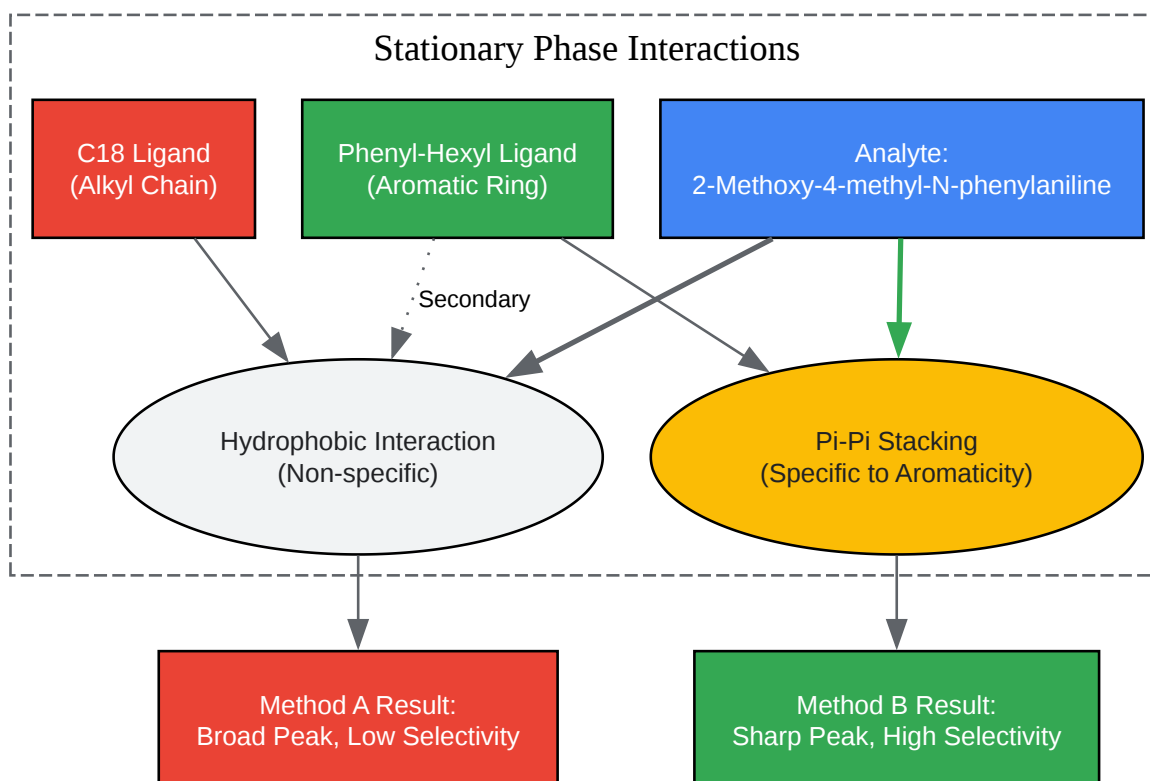 Stationary Phase Interactions
C18 Ligand
(Alkyl Chain)
Phenyl-Hexyl Ligand
(Aromatic Ring)
Analyte:
2-Methoxy-4-methyl-N-phenylaniline
Secondary
Hydrophobic Interaction
(Non-specific)
Pi-Pi Stacking
(Specific to Aromaticity)
Method A Result:
Broad Peak, Low Selectivity
Method B Result:
Sharp Peak, High Selectivity